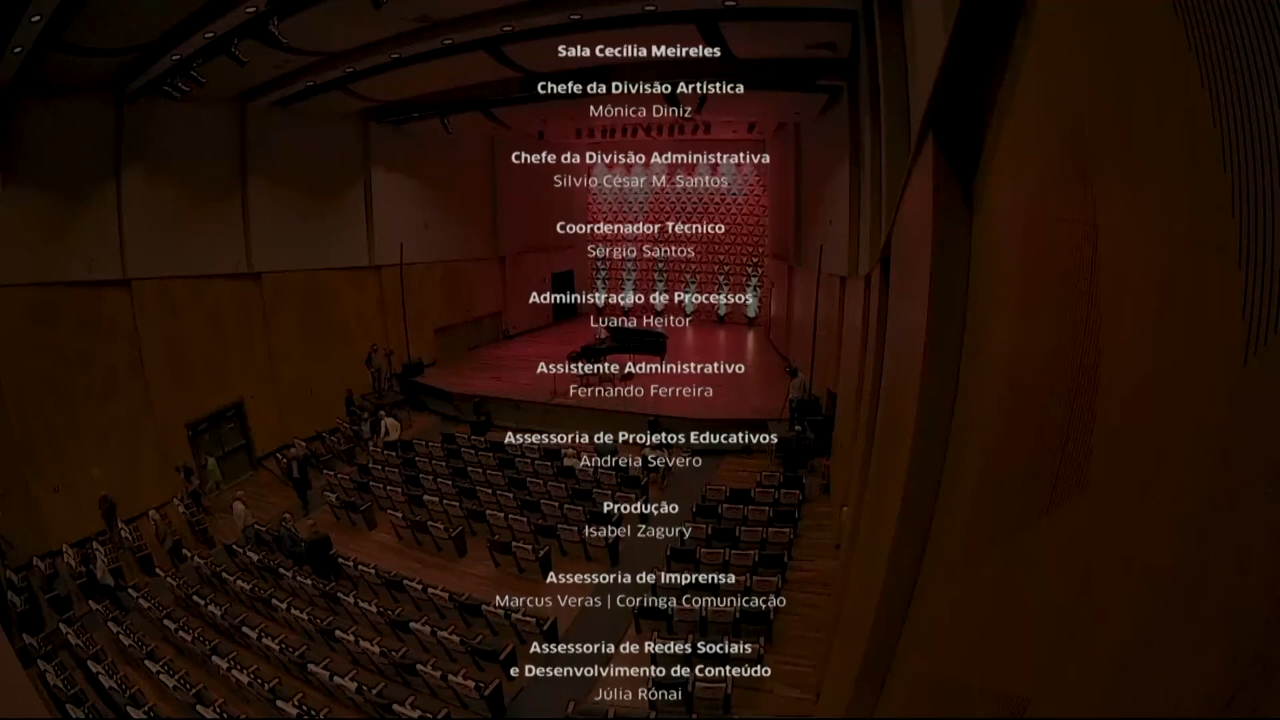 Sala Cecília Meireles
Chefe da Divisão Artística
Mônica Diniz
Chefe da Divisão Administrativa
Silvio César M. Santos
Coordenador Técnico
Sérgio Santos
Administração de Processos
Luana Heitor
Assistente Administrativo
Fernando Ferreira
Assessoria de Projetos Educativos
Andreia Severo
Produção
Isabel Zagury
Assessoria de Imprensa
Marcus Veras | Coringa Comunicação
Assessoria de Redes Sociais
e Desenvolvimento de Conteúdo
Júlia Rónai